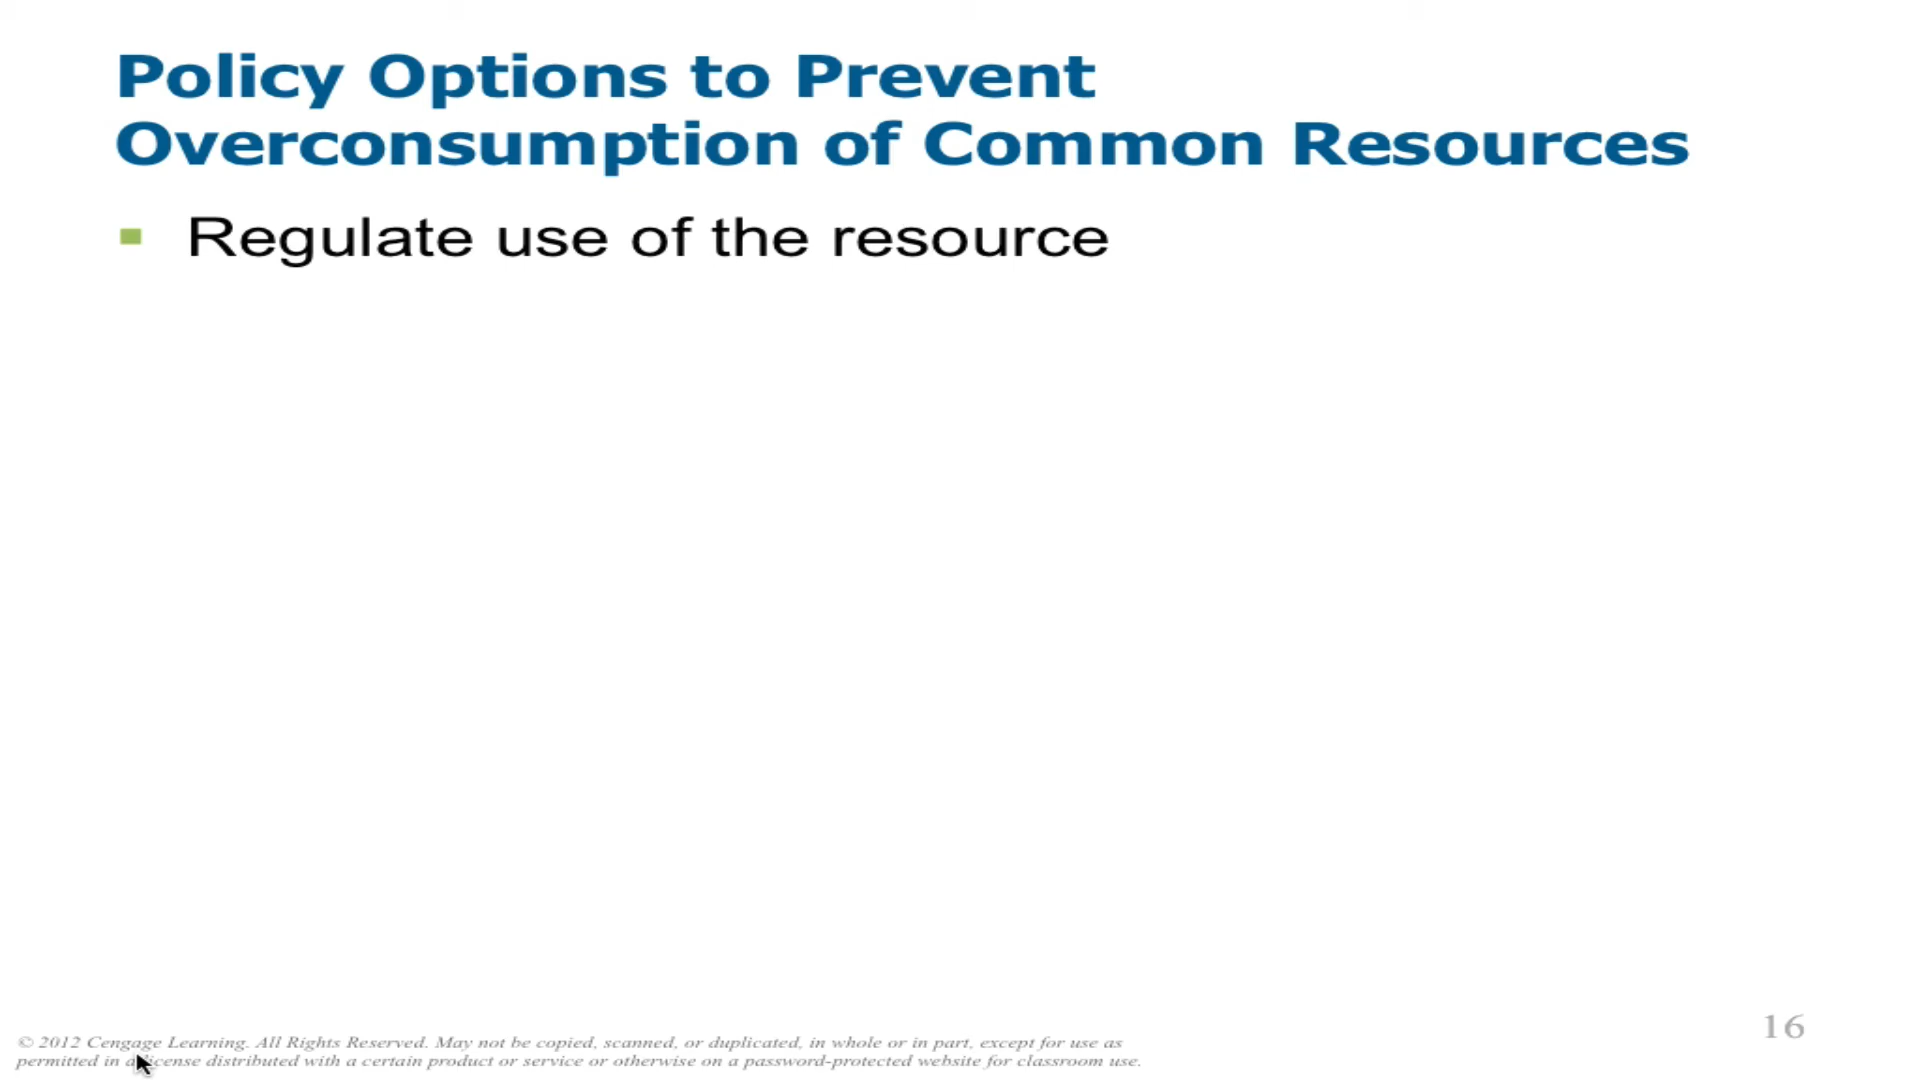 Policy Options to Prevent
Overconsumption of Common Resources
Regulate use of the resource
16
© 2012 Cengage Learning. All Rights Reserved. May not be copied, scanned, or duplicated, in whole or in part, except for use as
permitted in a license distributed with a certain product or service or otherwise on a password-protected website for classroom use.